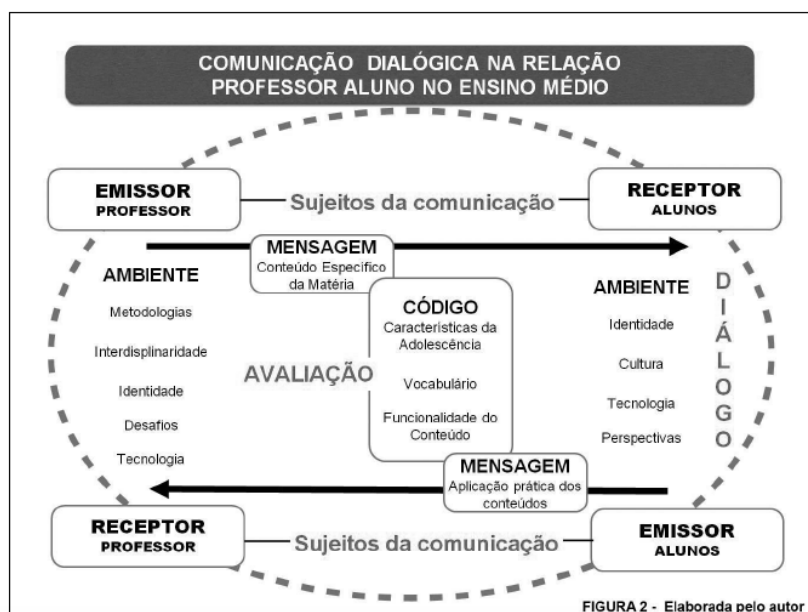 COMUNICAÇÃO DIALÓGICA NA RELAÇÃO
PROFESSOR ALUNO NO ENSINO MÉDIO
EMISSOR
PROFESSOR
Sujeitos da comunicação
RECEPTOR
ALUNOS
MENSAGEM
Conteúdo Específico
da Matéria
AMBIENTE
Metodologias
Interdisplinaridade
Identidade
Desafios
Tecnologia
AVALIAÇÃO
CÓDIGO
Características da
Adolescência
Vocabulário
Funcionalidade do
Conteúdo
AMBIENTE
Identidade
Cultura
Tecnologia
Perspectivas
DIÁLOGO
MENSAGEM
Aplicação prática dos
conteúdos
RECEPTOR
PROFESSOR
Sujeitos da comunicação
EMISSOR
ALUNOS
FIGURA 2 - Elaborada pelo autor